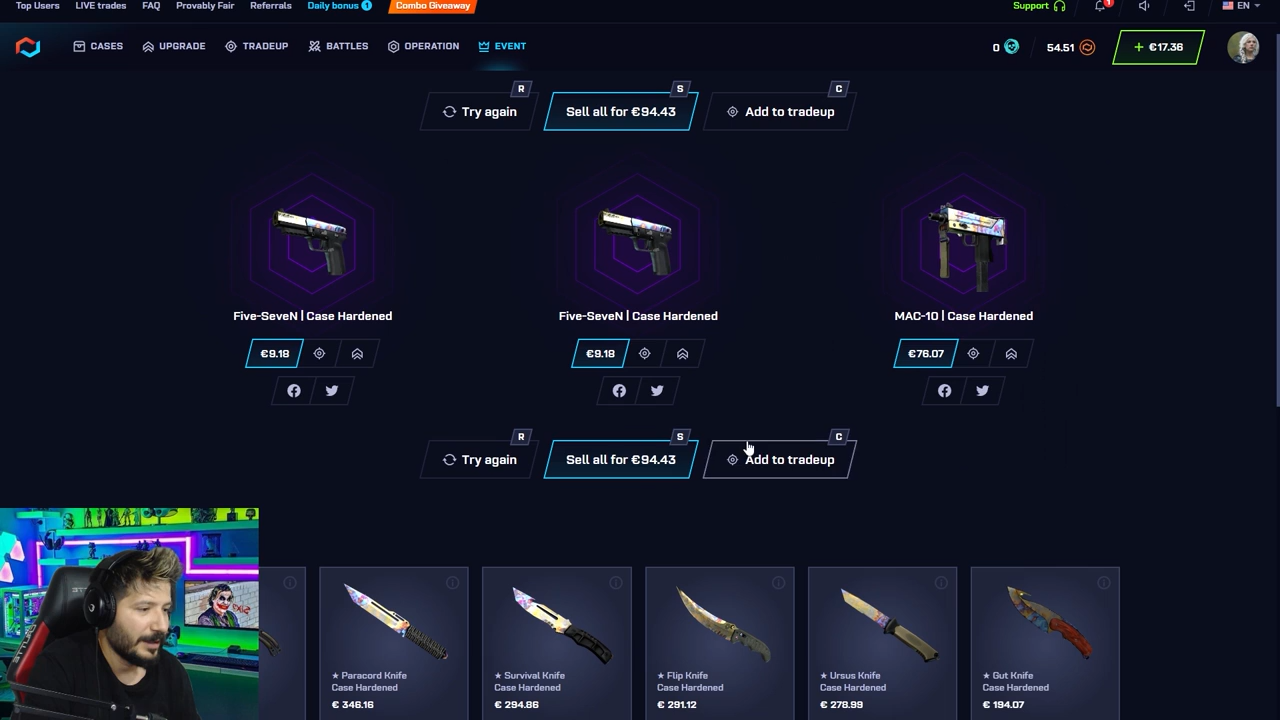 Top Users LIVE trades FAQ Provably Fair Referrals Daily bonus 1 Combo Giveaway Support 1 EN
CASES UPGRADE TRADEUP BATTLES OPERATION EVENT 0 54.51 + €17.36
R S C
Try again Sell all for €94.43 Add to tradeup
Five-SeveN | Case Hardened Five-SeveN | Case Hardened MAC-10 | Case Hardened
€9.18 €9.18 €76.07
R S C
Try again Sell all for €94.43 Add to tradeup
★ Paracord Knife ★ Survival Knife ★ Flip Knife ★ Ursus Knife ★ Gut Knife
Case Hardened Case Hardened Case Hardened Case Hardened Case Hardened
€ 346.16 € 294.86 € 291.12 € 278.99 € 194.07